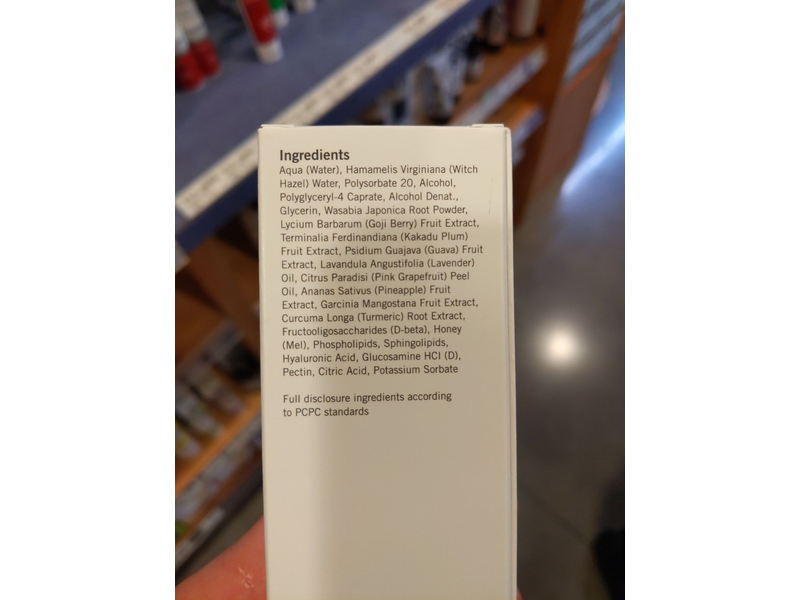 Ingredients
Aqua (Water), Hamamelis Virginiana (Witch
Hazel) Water, Polysorbate 20, Alcohol,
Polyglyceryl-4 Caprate, Alcohol Denat.,
Glycerin, Wasabia Japonica Root Powder,
Lycium Barbarum (Goji Berry) Fruit Extract,
Terminalia Ferdinandiana (Kakadu Plum)
Fruit Extract, Psidium Guajava (Guava) Fruit
Extract, Lavandula Angustifolia (Lavender)
Oil, Citrus Paradisi (Pink Grapefruit) Peel
Oil, Ananas Sativus (Pineapple) Fruit
Extract, Garcinia Mangostana Fruit Extract,
Curcuma Longa (Turmeric) Root Extract,
Fructooligosaccharides (D-beta), Honey
(Mel), Phospholipids, Sphingolipids,
Hyaluronic Acid, Glucosamine HCl (D),
Pectin, Citric Acid, Potassium Sorbate
Full disclosure ingredients according
to PCPC standards